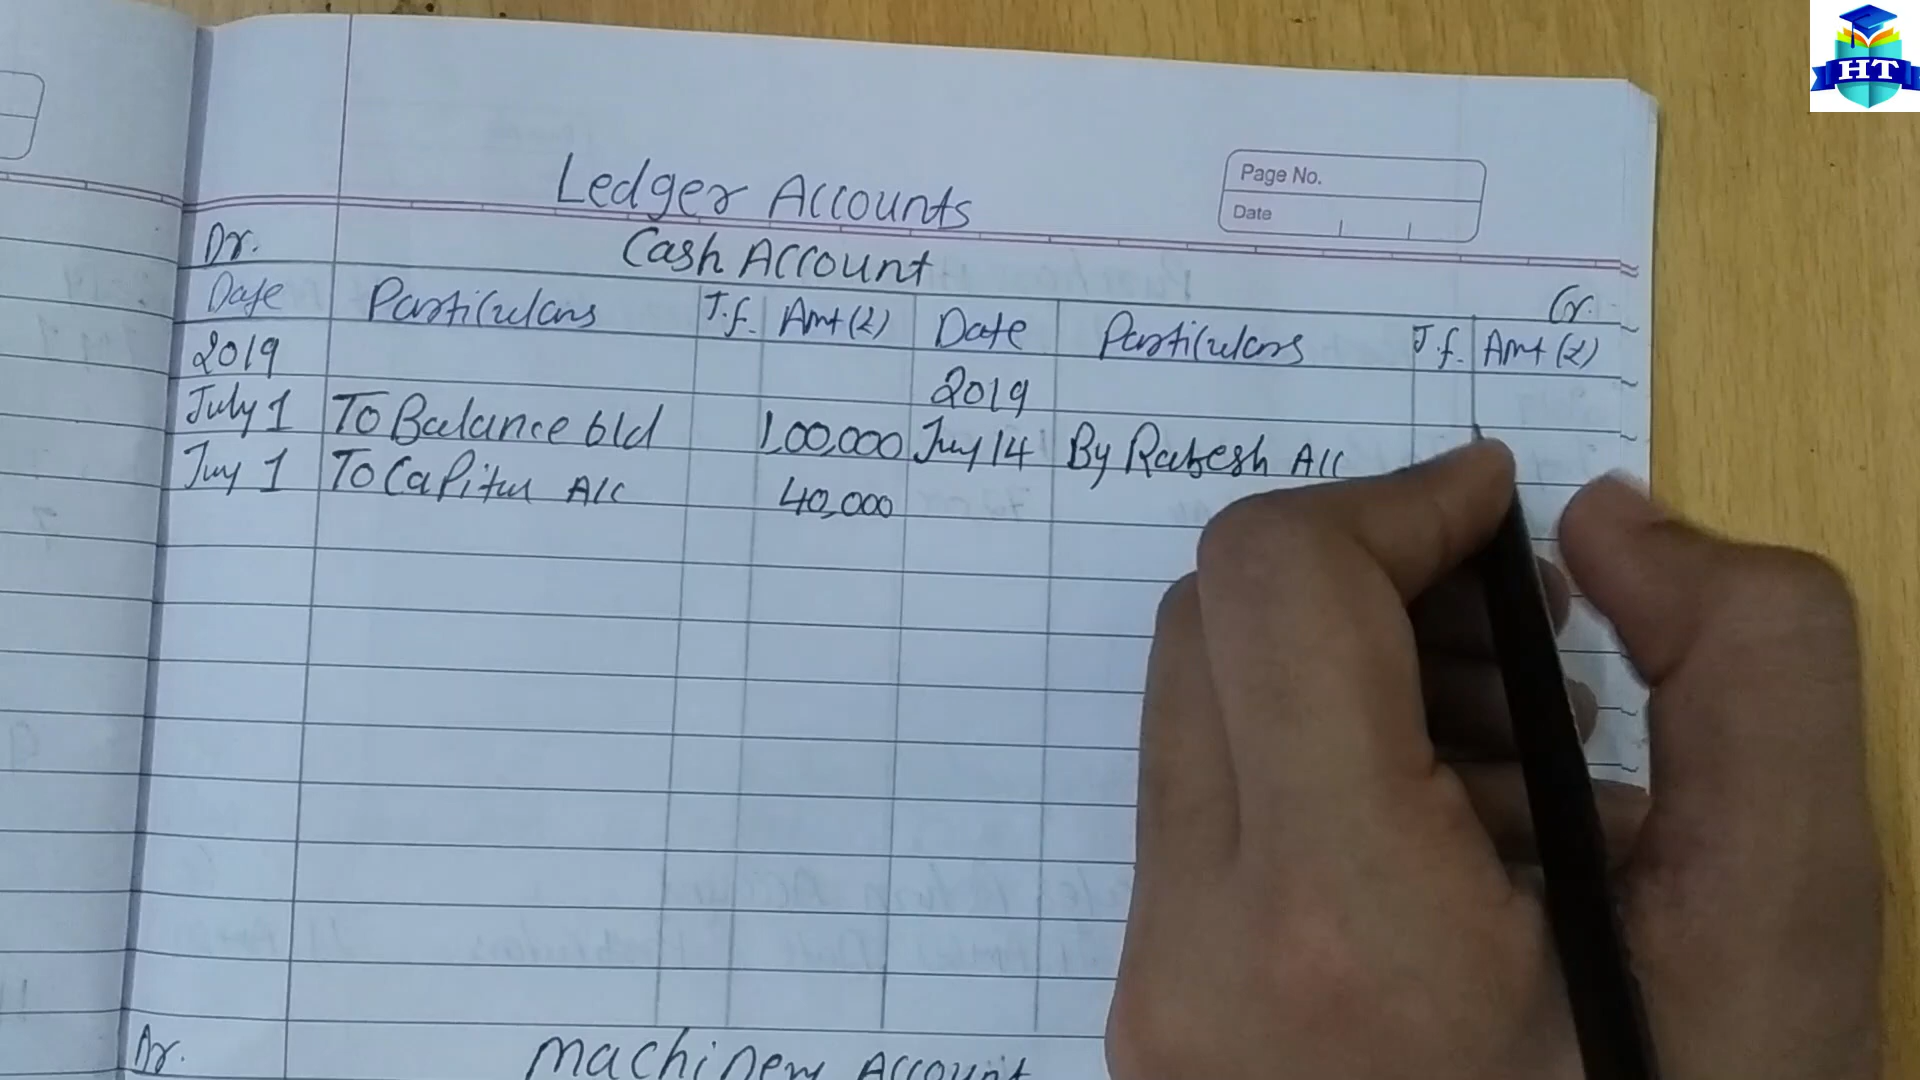 HT
Page No.
Date
Ledger Accounts
Dr. Cash Account Cr.
Date Particulars J.f. Amt (₹) Date Particulars J.f. Amt (₹)
2019 2019
July 1 To Balance b/d 1,00,000 July 14 By Rakesh A/c
July 1 To Capital A/c 40,000
Dr. Machinery Account